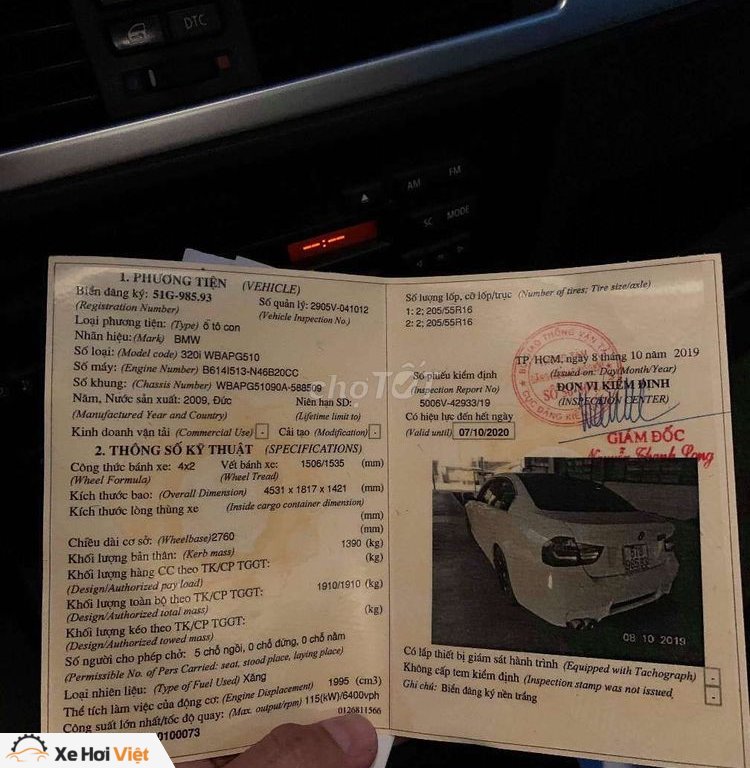 DTC
AM
FM
SC
MODE
1. PHƯƠNG TIỆN (VEHICLE)
Biển đăng ký: 51G-985.93
Số quản lý: 2905V-041012
(Registration Number)
(Vehicle Inspection No.)
Loại phương tiện: (Type) ô tô con
Nhãn hiệu: (Mark) BMW
Số loại: (Model code) 320i WBAPG510
Số máy: (Engine Number) B614I513-N46B20CC
Số khung: (Chassis Number) WBAPG51090A-588509
Năm, Nước sản xuất: 2009, Đức
Niên hạn SD:
(Manufactured Year and Country)
(Lifetime limit to)
Kinh doanh vận tải (Commercial Use) - Cải tạo (Modification) -
2. THÔNG SỐ KỸ THUẬT (SPECIFICATIONS)
Công thức bánh xe: 4x2 Vết bánh xe: 1506/1535 (mm)
(Wheel Formula) (Wheel Tread)
Kích thước bao: (Overall Dimension) 4531 x 1817 x 1421 (mm)
Kích thước lòng thùng xe (Inside cargo container dimension)
(mm)
Chiều dài cơ sở: (Wheelbase)2760 (mm)
Khối lượng bản thân: (Kerb mass) 1390 (kg)
Khối lượng hàng CC theo TK/CP TGGT: (kg)
(Design/Authorized pay load)
Khối lượng toàn bộ theo TK/CP TGGT: 1910/1910 (kg)
(Design/Authorized total mass)
Khối lượng kéo theo TK/CP TGGT: (kg)
(Design/Authorized towed mass)
Số người cho phép chở: 5 chỗ ngồi, 0 chỗ đứng, 0 chỗ nằm
(Permissible No. of Pers Carried: seat, stood place, laying place)
Loại nhiên liệu: (Type of Fuel Used) Xăng
Thể tích làm việc của động cơ: (Engine Displacement) 1995 (cm3)
Công suất lớn nhất/tốc độ quay: (Max. output/rpm) 115(kW)/6400vph
0126811566
0100073
Số lượng lốp, cỡ lốp/trục (Number of tires; Tire size/axle)
1: 2; 205/55R16
2: 2; 205/55R16
TP. HCM, ngày 8 tháng 10 năm 2019
(Issued on: Day/Month/Year)
Số phiếu kiểm định
ĐƠN VỊ KIỂM ĐỊNH
(Inspection Report No)
(INSPECTION CENTER)
5006V-42933/19
Có hiệu lực đến hết ngày
(Valid until) 07/10/2020
GIÁM ĐỐC
08 10 2019
Có lắp thiết bị giám sát hành trình (Equipped with Tachograph) -
Không cấp tem kiểm định (Inspection stamp was not issued) -
Ghi chú: Biển đăng ký nền trắng
chợTỐT
Xe Hơi Việt